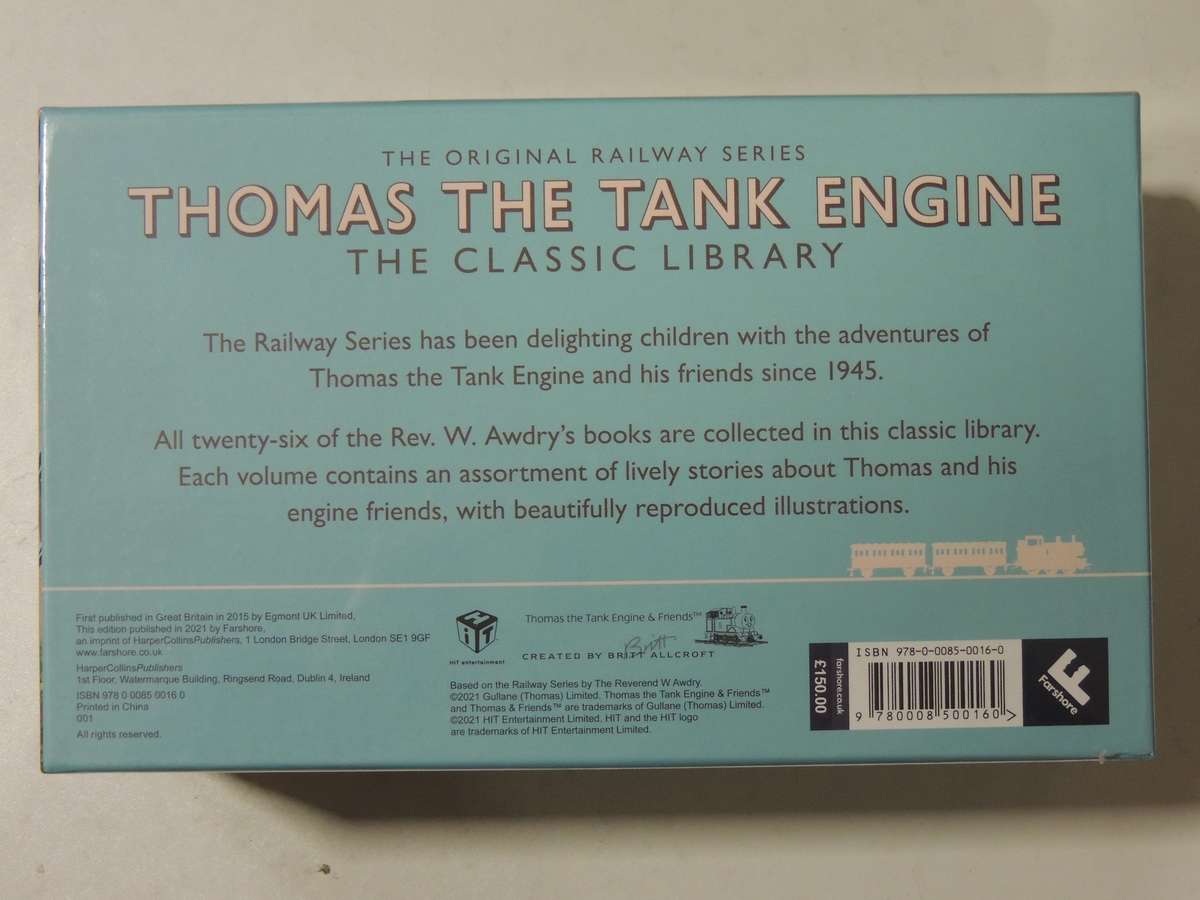 THE ORIGINAL RAILWAY SERIES
THOMAS THE TANK ENGINE
THE CLASSIC LIBRARY
The Railway Series has been delighting children with the adventures of
Thomas the Tank Engine and his friends since 1945.
All twenty-six of the Rev. W. Awdry's books are collected in this classic library.
Each volume contains an assortment of lively stories about Thomas and his
engine friends, with beautifully reproduced illustrations.
First published in Great Britain in 2015 by Egmont UK Limited,
This edition published in 2021 by Farshore,
an imprint of HarperCollinsPublishers, 1 London Bridge Street, London SE1 9GF
www.farshore.co.uk
HarperCollinsPublishers
1st Floor, Watermarque Building, Ringsend Road, Dublin 4, Ireland
ISBN 978 0 0085 0016 0
Printed in China
001
All rights reserved.
HiT
HIT entertainment
Thomas the Tank Engine & Friends™
Britt
CREATED BY BRITT ALLCROFT
Based on the Railway Series by The Reverend W Awdry.
©2021 Gullane (Thomas) Limited. Thomas the Tank Engine & Friends™
and Thomas & Friends™ are trademarks of Gullane (Thomas) Limited.
©2021 HIT Entertainment Limited. HIT and the HIT logo
are trademarks of HIT Entertainment Limited.
farshore.co.uk
£150.00
ISBN 978-0-0085-0016-0
9 780008 500160 >
F
Farshore